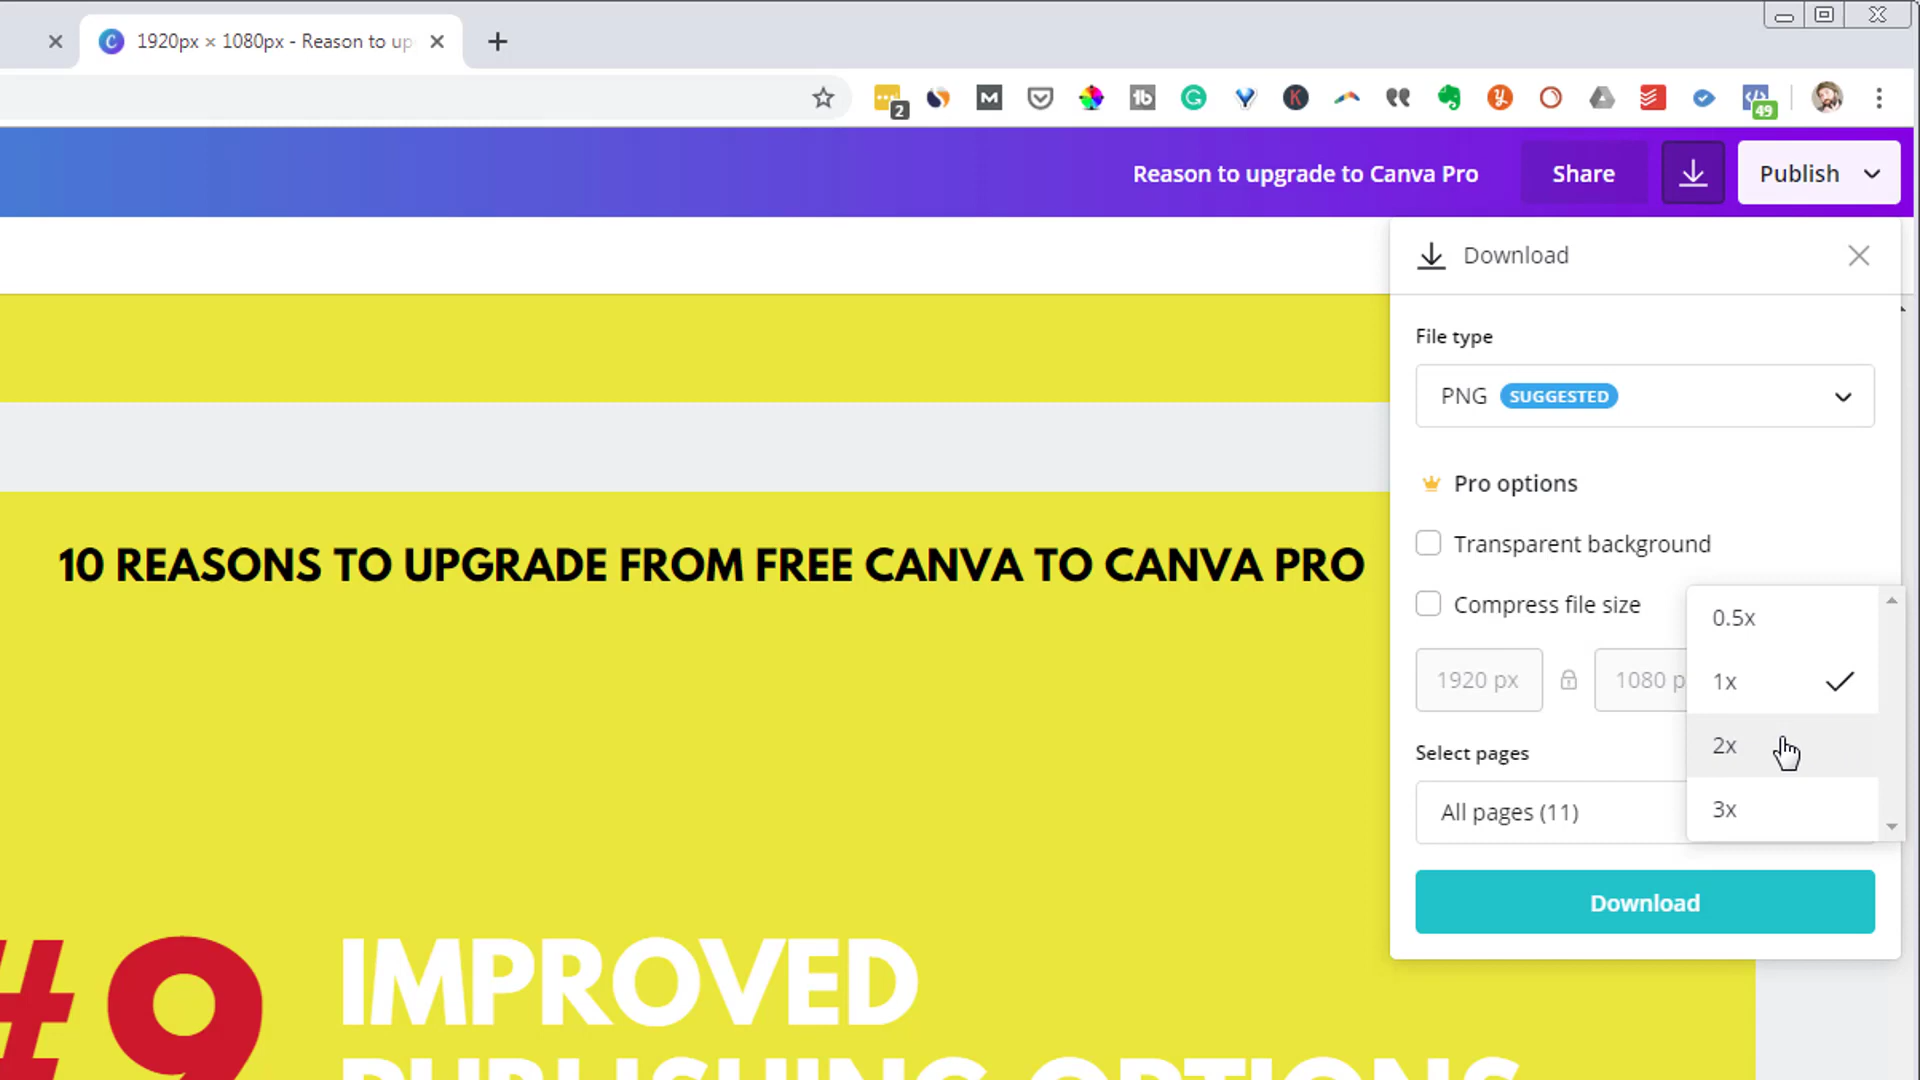 1920px × 1080px - Reason to up
2
49
Reason to upgrade to Canva Pro
Share
Publish
Download
File type
PNG SUGGESTED
Pro options
Transparent background
Compress file size
0.5x
1920 px
1080 p
1x
2x
Select pages
All pages (11)
3x
Download
10 REASONS TO UPGRADE FROM FREE CANVA TO CANVA PRO
#9
IMPROVED
PUBLISHING OPTIONS